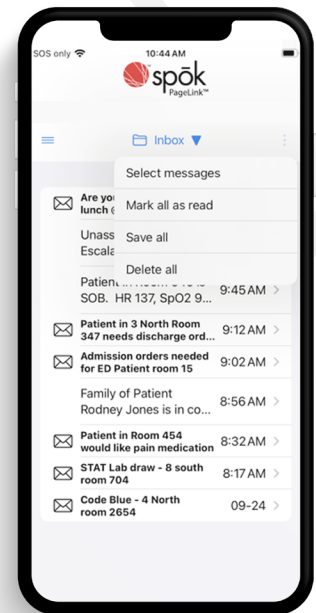 SOS only
10:44 AM
spōk
PageLink™
Inbox ▼
Select messages
Mark all as read
Save all
Delete all
Are you
lunch
Unass
Escala
Patien
SOB. HR 137, SpO2 9...
9:45 AM
Patient in 3 North Room
347 needs discharge ord...
9:12 AM
Admission orders needed
for ED Patient room 15
9:02 AM
Family of Patient
Rodney Jones is in co...
8:56 AM
Patient in Room 454
would like pain medication
8:32 AM
STAT Lab draw - 8 south
room 704
8:17 AM
Code Blue - 4 North
room 2654
09-24